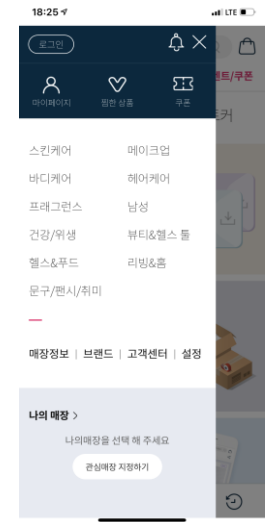 18:25
LTE
로그인
마이페이지 찜한 상품 쿠폰
트/쿠폰
커
스킨케어 메이크업
바디케어 헤어케어
프래그런스 남성
건강/위생 뷰티&헬스 툴
헬스&푸드 리빙&홈
문구/팬시/취미
매장정보 | 브랜드 | 고객센터 | 설정
나의 매장 >
나의매장을 선택 해 주세요
관심매장 지정하기